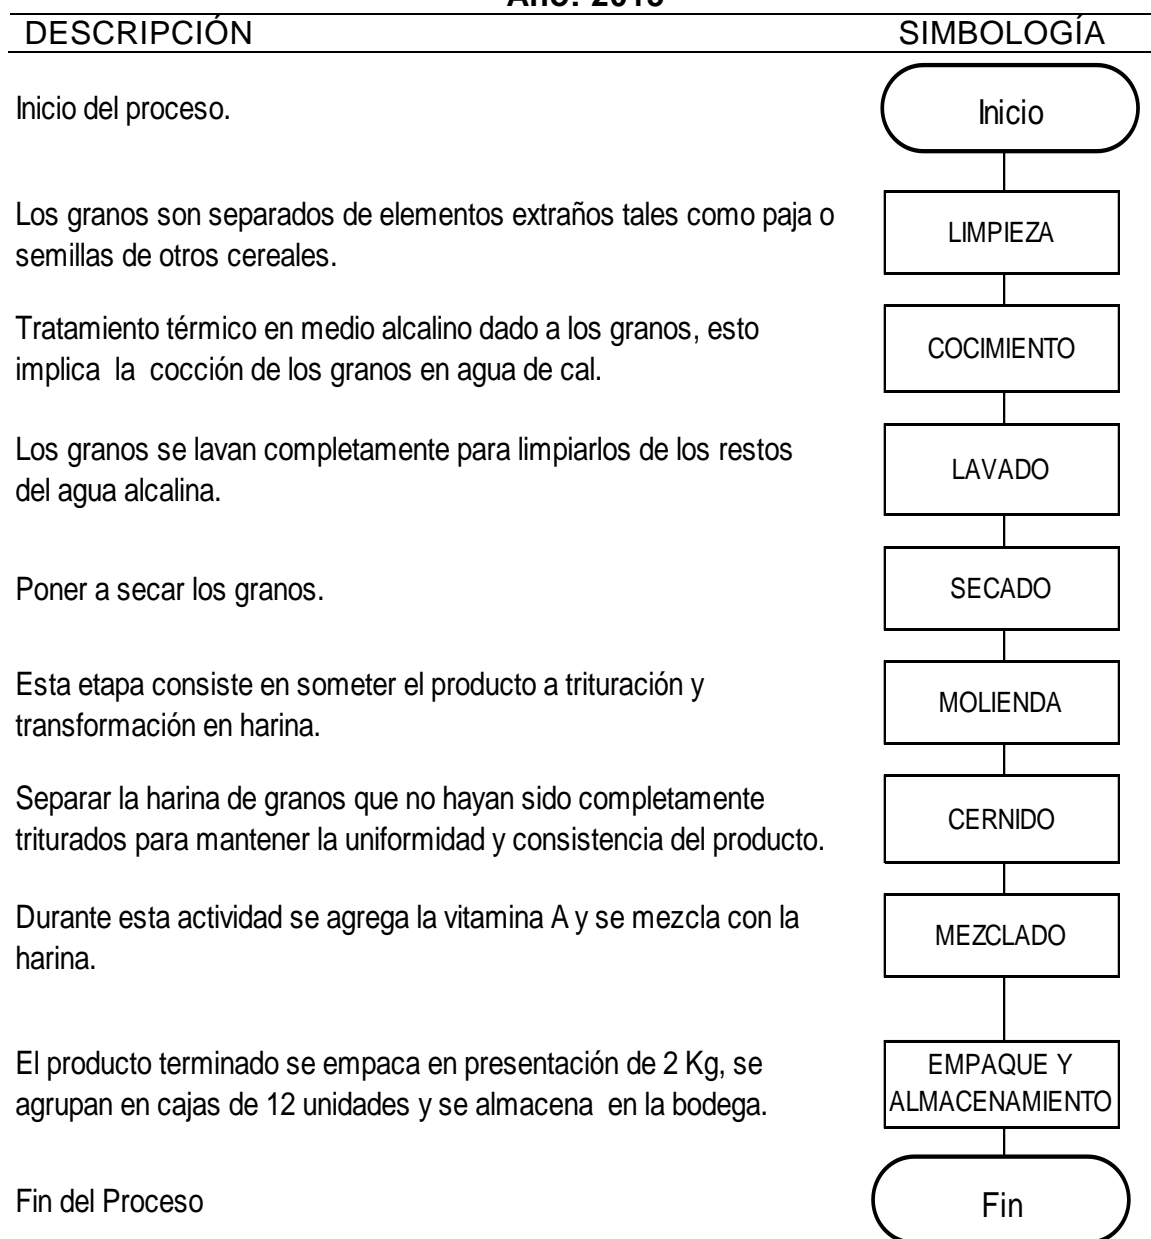 DESCRIPCIÓN SIMBOLOGÍA
Inicio del proceso. Inicio
Los granos son separados de elementos extraños tales como paja o
semillas de otros cereales.
LIMPIEZA
Tratamiento térmico en medio alcalino dado a los granos, esto
implica la cocción de los granos en agua de cal.
COCIMIENTO
Los granos se lavan completamente para limpiarlos de los restos
del agua alcalina.
LAVADO
Poner a secar los granos. SECADO
Esta etapa consiste en someter el producto a trituración y
transformación en harina.
MOLIENDA
Separar la harina de granos que no hayan sido completamente
triturados para mantener la uniformidad y consistencia del producto.
CERNIDO
Durante esta actividad se agrega la vitamina A y se mezcla con la
harina.
MEZCLADO
El producto terminado se empaca en presentación de 2 Kg, se
agrupan en cajas de 12 unidades y se almacena en la bodega.
EMPAQUE Y
ALMACENAMIENTO
Fin del Proceso Fin